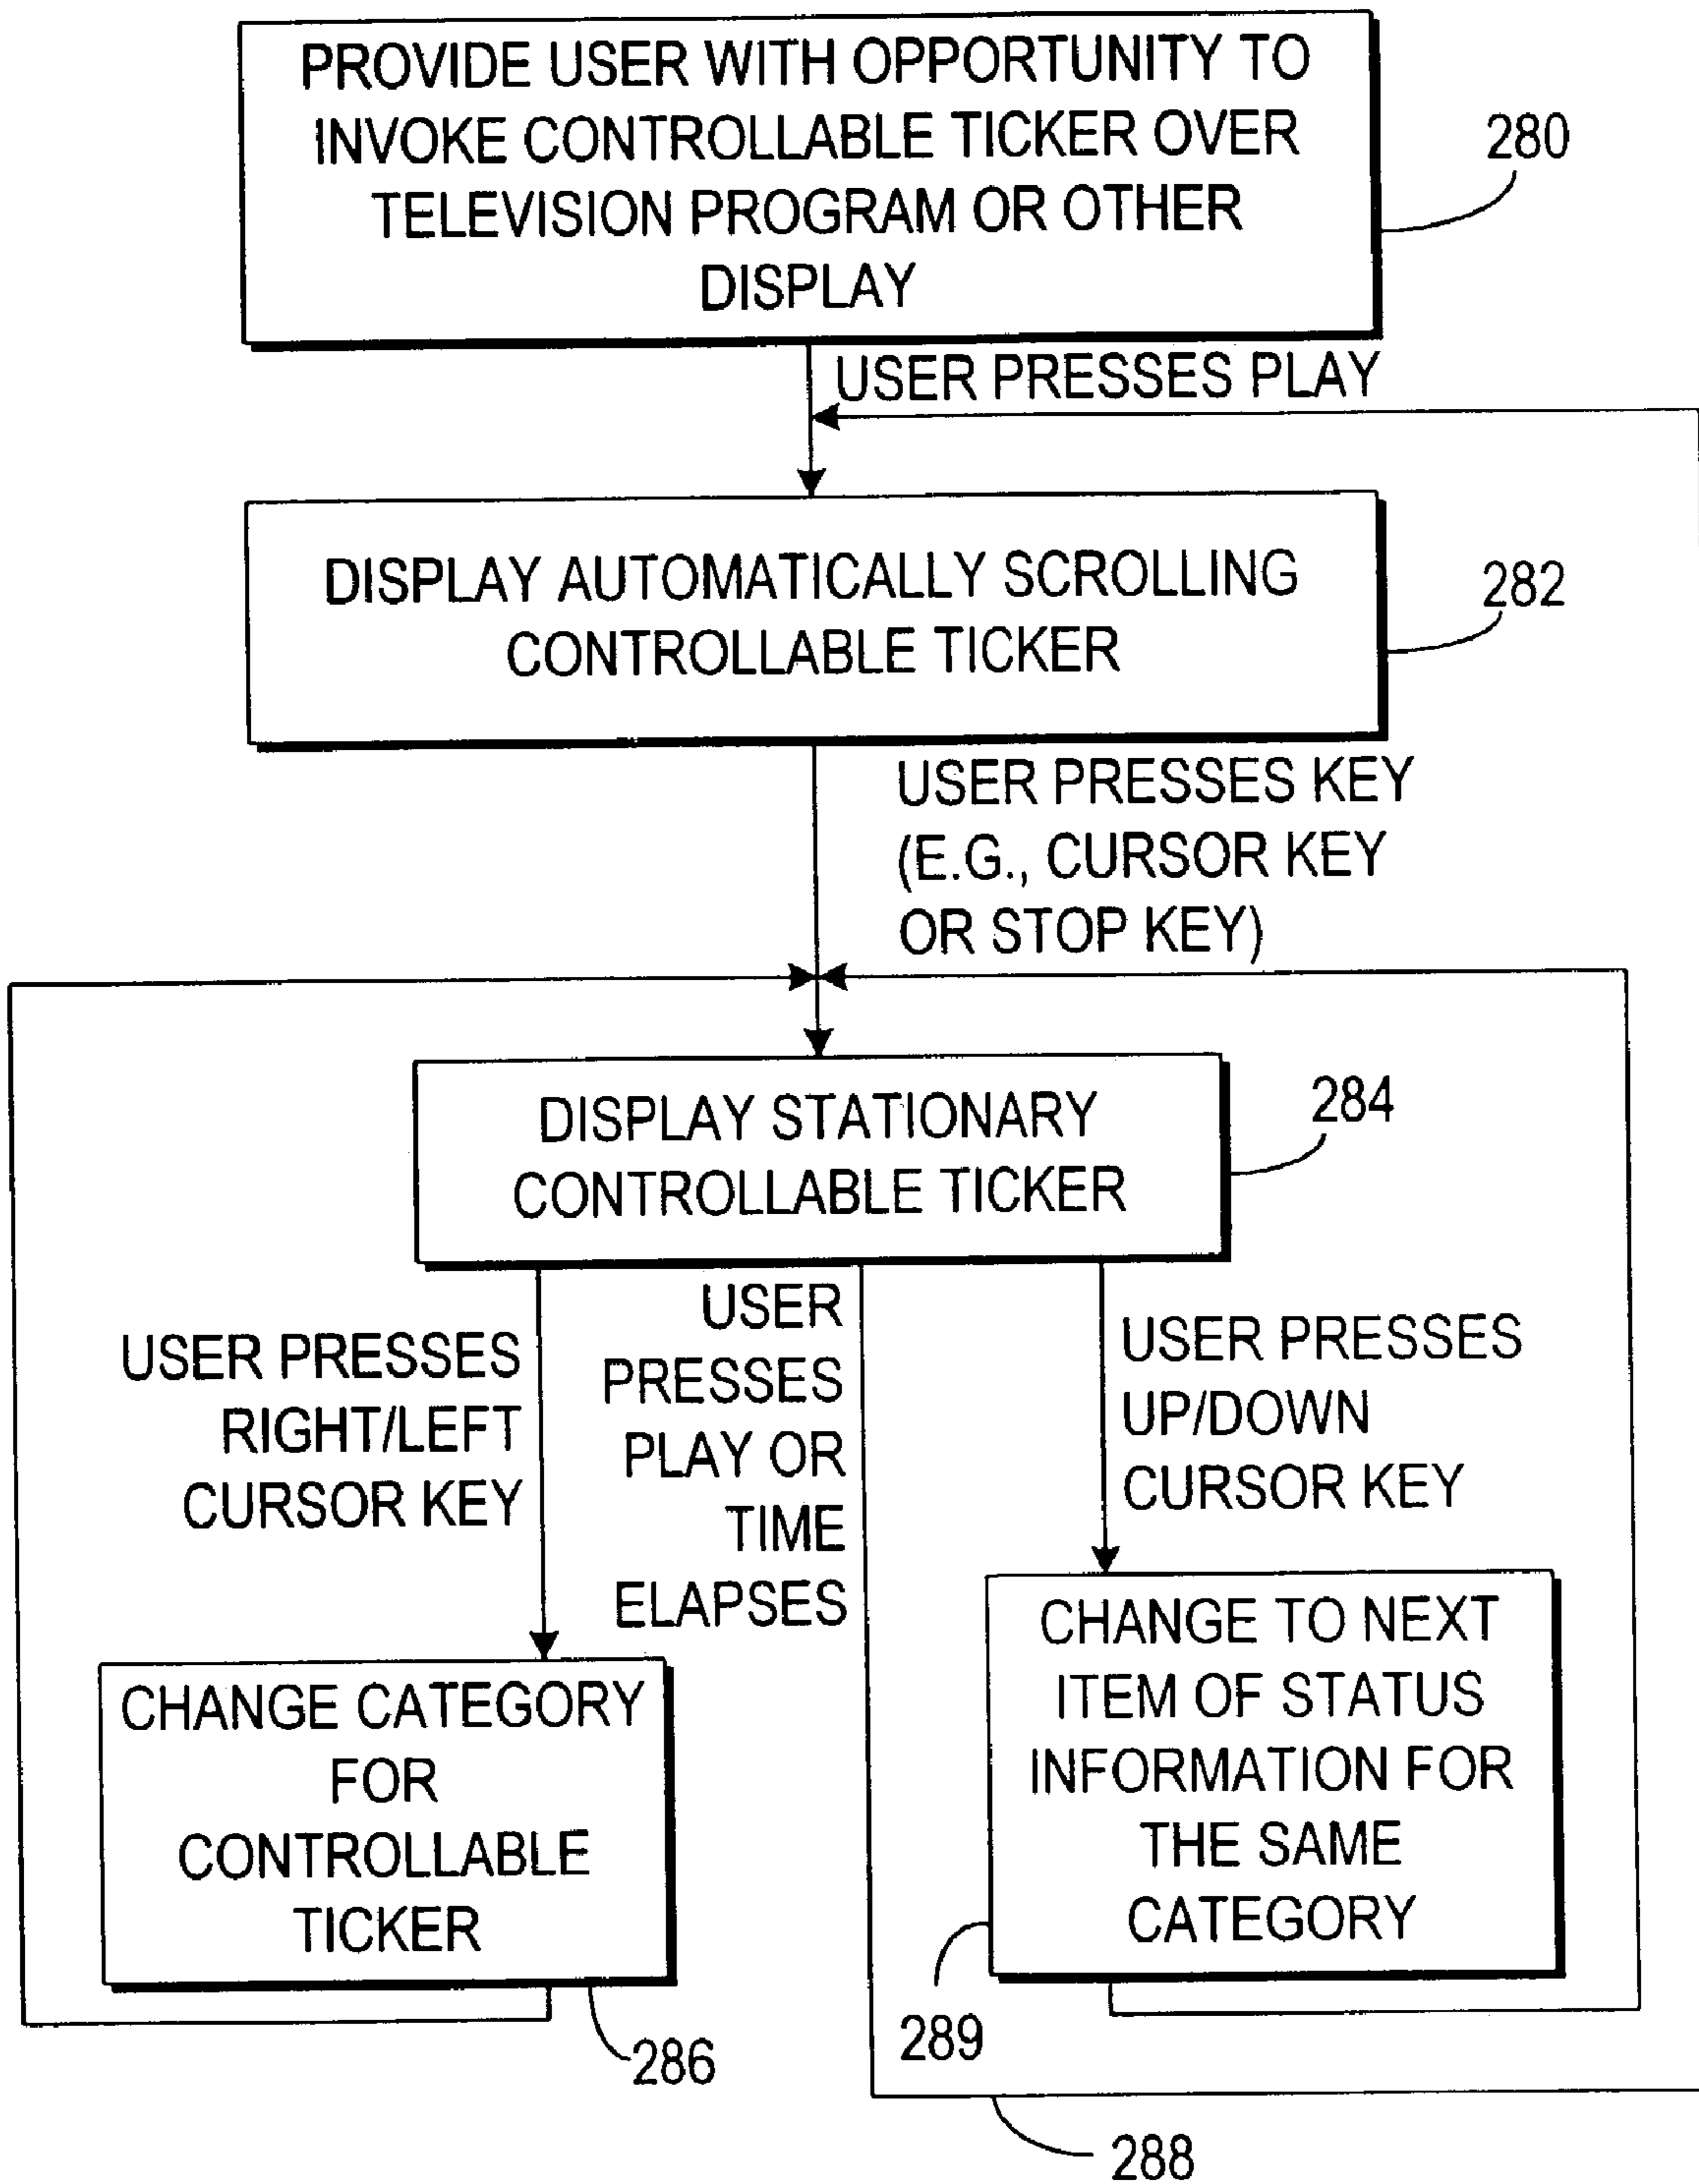 PROVIDE USER WITH OPPORTUNITY TO
INVOKE CONTROLLABLE TICKER OVER
TELEVISION PROGRAM OR OTHER
DISPLAY
280
USER PRESSES PLAY
DISPLAY AUTOMATICALLY SCROLLING
CONTROLLABLE TICKER
282
USER PRESSES KEY
(E.G., CURSOR KEY
OR STOP KEY)
DISPLAY STATIONARY
CONTROLLABLE TICKER
284
USER PRESSES
RIGHT/LEFT
CURSOR KEY
USER
PRESSES
PLAY OR
TIME
ELAPSES
USER PRESSES
UP/DOWN
CURSOR KEY
CHANGE CATEGORY
FOR
CONTROLLABLE
TICKER
286
CHANGE TO NEXT
ITEM OF STATUS
INFORMATION FOR
THE SAME
CATEGORY
289
288